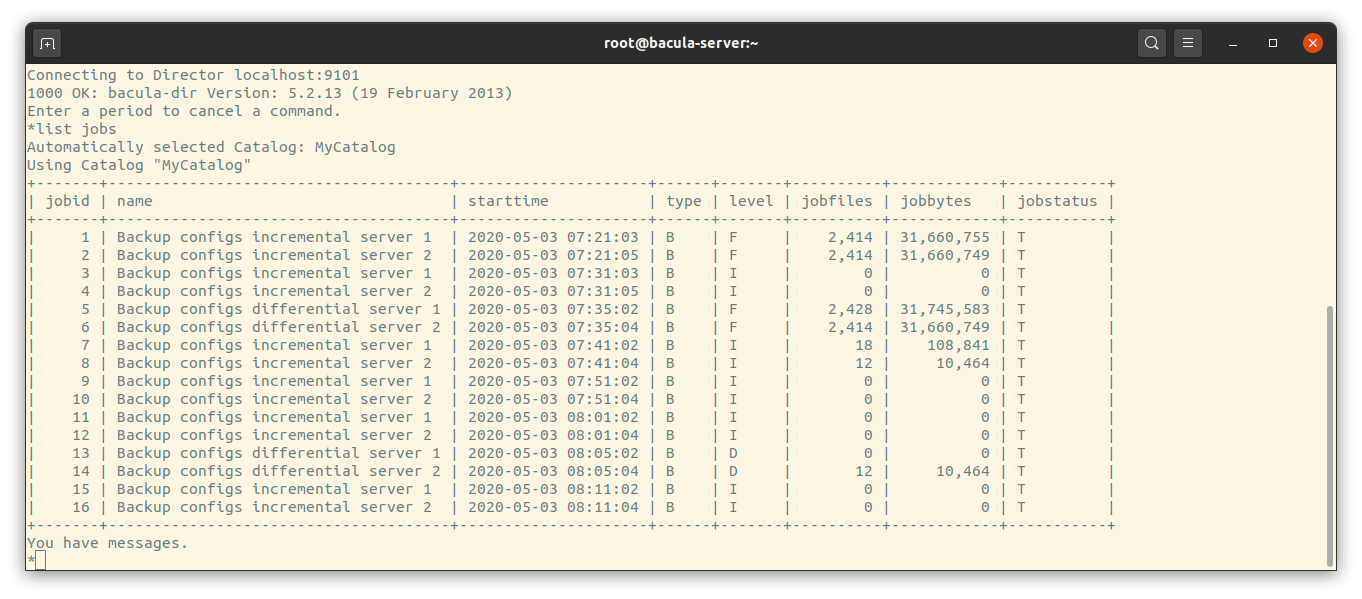 root@bacula-server:~
Connecting to Director localhost:9101
1000 OK: bacula-dir Version: 5.2.13 (19 February 2013)
Enter a period to cancel a command.
*list jobs
Automatically selected Catalog: MyCatalog
Using Catalog "MyCatalog"
+-------+--------------------------------------+---------------------+------+-------+----------+------------+-----------+
| jobid | name                                 | starttime           | type | level | jobfiles | jobbytes   | jobstatus |
+-------+--------------------------------------+---------------------+------+-------+----------+------------+-----------+
|     1 | Backup configs incremental server 1  | 2020-05-03 07:21:03 | B    | F     |    2,414 | 31,660,755 | T         |
|     2 | Backup configs incremental server 2  | 2020-05-03 07:21:05 | B    | F     |    2,414 | 31,660,749 | T         |
|     3 | Backup configs incremental server 1  | 2020-05-03 07:31:03 | B    | I     |        0 |          0 | T         |
|     4 | Backup configs incremental server 2  | 2020-05-03 07:31:05 | B    | I     |        0 |          0 | T         |
|     5 | Backup configs differential server 1 | 2020-05-03 07:35:02 | B    | F     |    2,428 | 31,745,583 | T         |
|     6 | Backup configs differential server 2 | 2020-05-03 07:35:04 | B    | F     |    2,414 | 31,660,749 | T         |
|     7 | Backup configs incremental server 1  | 2020-05-03 07:41:02 | B    | I     |       18 |    108,841 | T         |
|     8 | Backup configs incremental server 2  | 2020-05-03 07:41:04 | B    | I     |       12 |     10,464 | T         |
|     9 | Backup configs incremental server 1  | 2020-05-03 07:51:02 | B    | I     |        0 |          0 | T         |
|    10 | Backup configs incremental server 2  | 2020-05-03 07:51:04 | B    | I     |        0 |          0 | T         |
|    11 | Backup configs incremental server 1  | 2020-05-03 08:01:02 | B    | I     |        0 |          0 | T         |
|    12 | Backup configs incremental server 2  | 2020-05-03 08:01:04 | B    | I     |        0 |          0 | T         |
|    13 | Backup configs differential server 1 | 2020-05-03 08:05:02 | B    | D     |        0 |          0 | T         |
|    14 | Backup configs differential server 2 | 2020-05-03 08:05:04 | B    | D     |       12 |     10,464 | T         |
|    15 | Backup configs incremental server 1  | 2020-05-03 08:11:02 | B    | I     |        0 |          0 | T         |
|    16 | Backup configs incremental server 2  | 2020-05-03 08:11:04 | B    | I     |        0 |          0 | T         |
+-------+--------------------------------------+---------------------+------+-------+----------+------------+-----------+
You have messages.
*